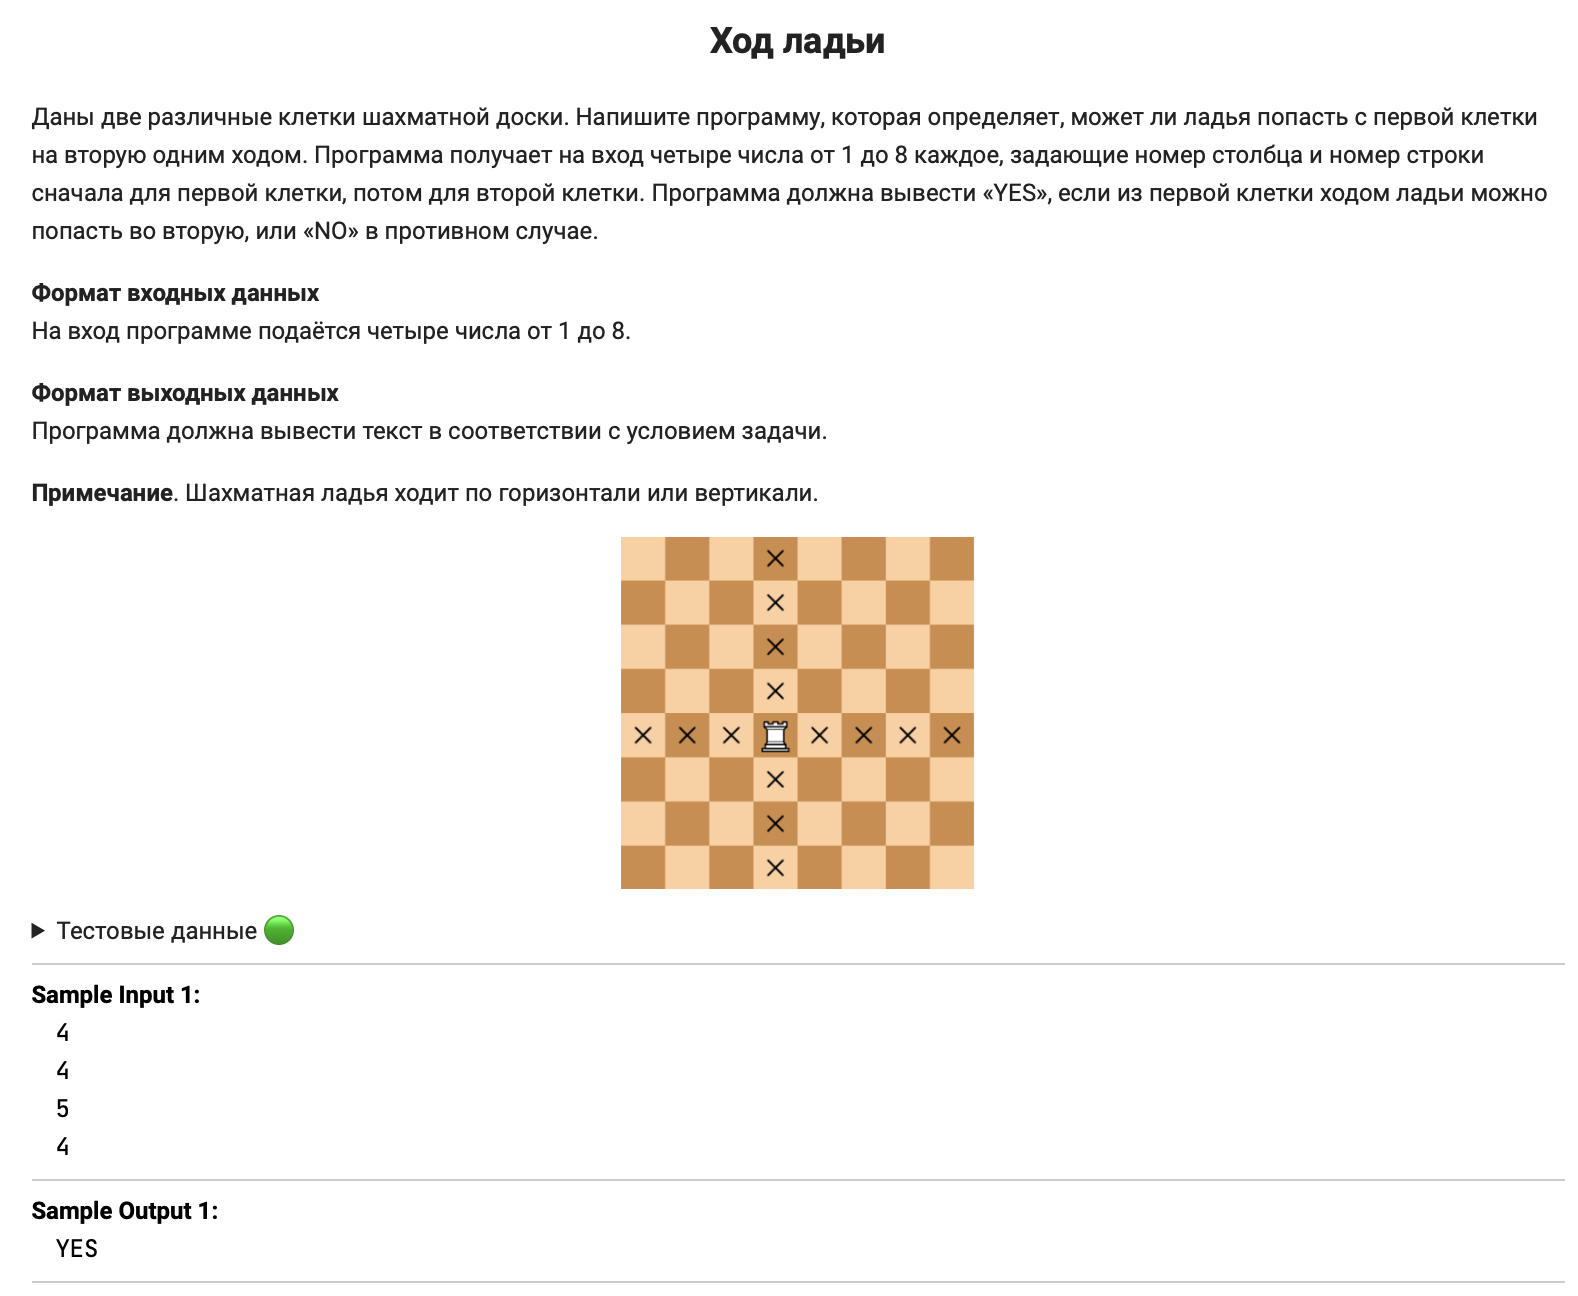 Ход ладьи
Даны две различные клетки шахматной доски. Напишите программу, которая определяет, может ли ладья попасть с первой клетки
на вторую одним ходом. Программа получает на вход четыре числа от 1 до 8 каждое, задающие номер столбца и номер строки
сначала для первой клетки, потом для второй клетки. Программа должна вывести «YES», если из первой клетки ходом ладьи можно
попасть во вторую, или «NO» в противном случае.
Формат входных данных
На вход программе подаётся четыре числа от 1 до 8.
Формат выходных данных
Программа должна вывести текст в соответствии с условием задачи.
Примечание. Шахматная ладья ходит по горизонтали или вертикали.
Тестовые данные
Sample Input 1:
4
4
5
4
Sample Output 1:
YES